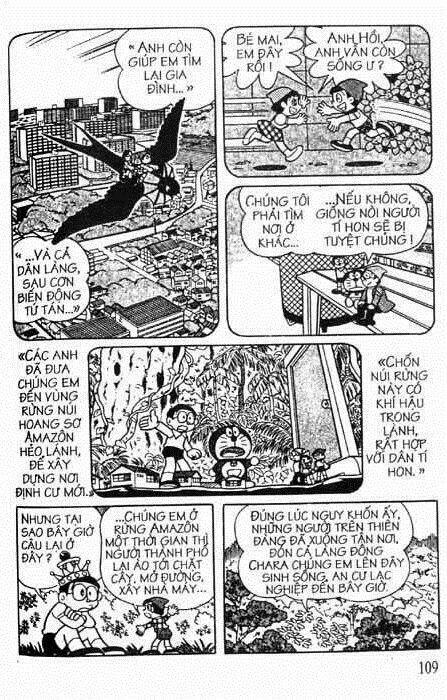 « ANH CÒN
GIÚP EM TÌM
LẠI GIA
ĐÌNH... »
« ...VÀ CẢ
DÂN LÀNG,
SAU CƠN
BIẾN ĐỘNG
TỨ TÁN...»
BÉ MAI,
EM ĐÂY
RỒI !
ANH HỒI,
ANH VẪN CÒN
SỐNG Ư ?
CHÚNG TÔI
PHẢI TÌM
NƠI Ở
KHÁC...
...NẾU KHÔNG,
GIỐNG NÒI NGƯỜI
TÍ HON SẼ BỊ
TUYỆT CHỦNG !
«CÁC ANH
ĐÃ ĐƯA
CHÚNG EM
ĐẾN VÙNG
RỪNG NÚI
HOANG SƠ
AMAZÔN
HẺO LÁNH,
ĐỂ XÂY
DỰNG NƠI
ĐỊNH CƯ MỚI.»
«CHỐN
NÚI RỪNG
NÀY CÓ
KHÍ HẬU
TRONG
LÀNH,
RẤT HỢP
VỚI DÂN TÍ
HON. »
NHƯNG TẠI
SAO BÂY GIỜ
CẬU LẠI Ở
ĐÂY ?
...CHÚNG EM Ở
RỪNG AMAZÔN
MỘT THỜI GIAN THÌ
NGƯỜI THÀNH PHỐ
LẠI ÀO TỚI CHẶT
CÂY, MỞ ĐƯỜNG,
XÂY NHÀ MÁY...
ĐÚNG LÚC NGUY KHỐN ẤY,
NHỮNG NGƯỜI TRÊN THIÊN
ĐÀNG ĐÃ XUỐNG TẬN NƠI,
ĐÓN CẢ LÀNG ĐÔNG
CHARA CHÚNG EM LÊN ĐÂY
SINH SỐNG, AN CƯ LẠC
NGHIỆP ĐẾN BÂY GIỜ.
109